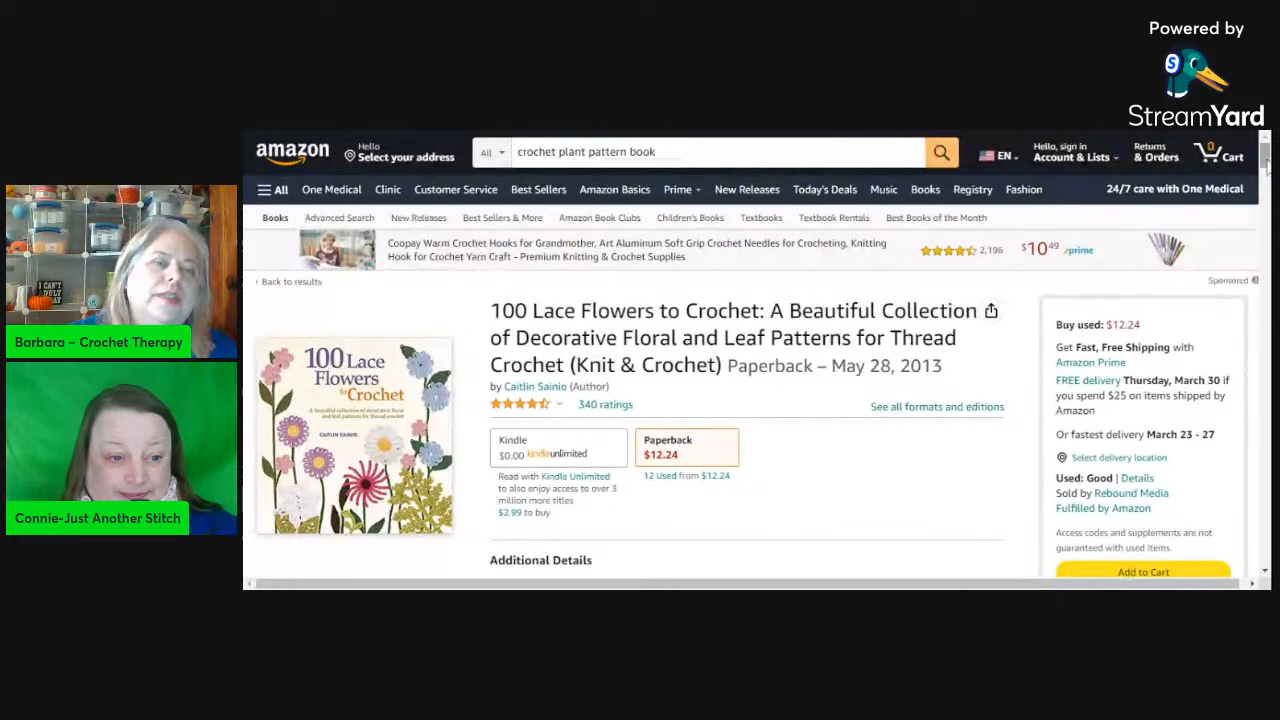 Powered by
StreamYard
amazon
Hello
Select your address
All
crochet plant pattern book
EN
Hello, sign in
Account & Lists
Returns
& Orders
0
Cart
All
One Medical
Clinic
Customer Service
Best Sellers
Amazon Basics
Prime
New Releases
Today's Deals
Music
Books
Registry
Fashion
24/7 care with One Medical
Books
Advanced Search
New Releases
Best Sellers & More
Amazon Book Clubs
Children's Books
Textbooks
Textbook Rentals
Best Books of the Month
Coopay Warm Crochet Hooks for Grandmother, Art Aluminum Soft Grip Crochet Needles for Crocheting, Knitting
Hook for Crochet Yarn Craft - Premium Knitting & Crochet Supplies
2,196
$10.49
prime
‹ Back to results
Sponsored
100 Lace Flowers to Crochet: A Beautiful Collection
of Decorative Floral and Leaf Patterns for Thread
Crochet (Knit & Crochet) Paperback – May 28, 2013
by Caitlin Sainio (Author)
340 ratings
See all formats and editions
Kindle
$0.00 kindleunlimited
Paperback
$12.24
Read with Kindle Unlimited
to also enjoy access to over 3
million more titles
$2.99 to buy
12 Used from $12.24
Additional Details
100 Lace
Flowers
to Crochet
A beautiful collection of decorative floral
and leaf patterns for thread crochet
CAITLIN SAINIO
Buy used: $12.24
Get Fast, Free Shipping with
Amazon Prime
FREE delivery Thursday, March 30 if
you spend $25 on items shipped by
Amazon
Or fastest delivery March 23 - 27
Select delivery location
Used: Good | Details
Sold by Rebound Media
Fulfilled by Amazon
Access codes and supplements are not
guaranteed with used items.
Add to Cart
Barbara – Crochet Therapy
Connie-Just Another Stitch